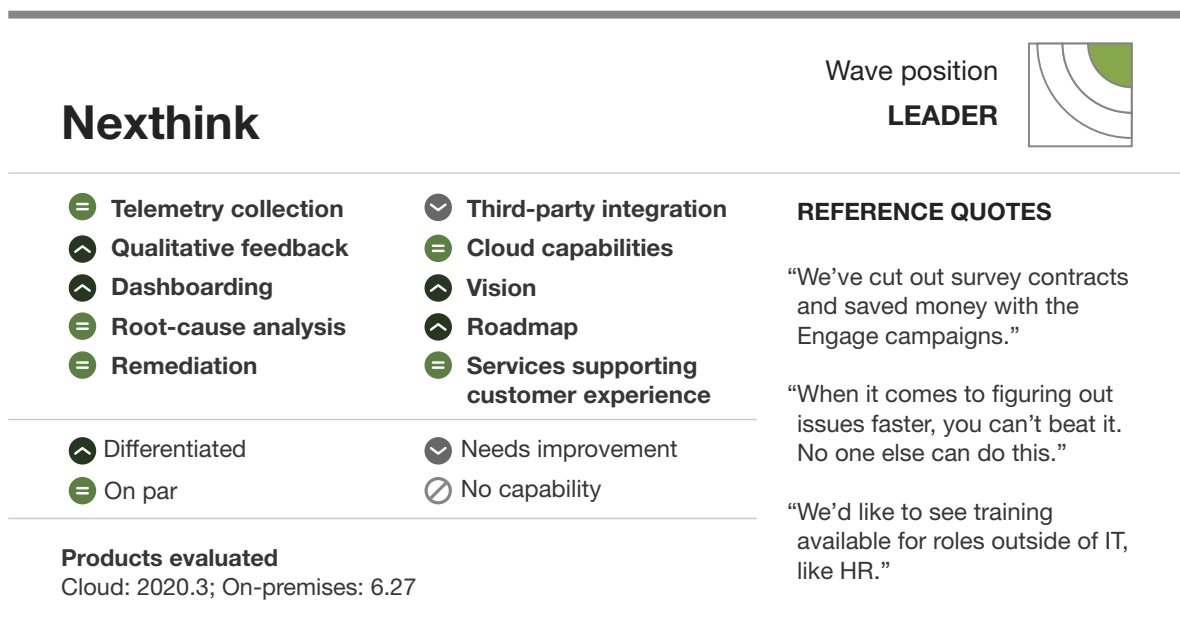 Wave position
LEADER
Nexthink
Telemetry collection
Qualitative feedback
Dashboarding
Root-cause analysis
Remediation
Third-party integration
Cloud capabilities
Vision
Roadmap
Services supporting
customer experience
Differentiated
On par
Needs improvement
No capability
Products evaluated
Cloud: 2020.3; On-premises: 6.27
REFERENCE QUOTES
“We’ve cut out survey contracts
and saved money with the
Engage campaigns.”
“When it comes to figuring out
issues faster, you can’t beat it.
No one else can do this.”
“We’d like to see training
available for roles outside of IT,
like HR.”